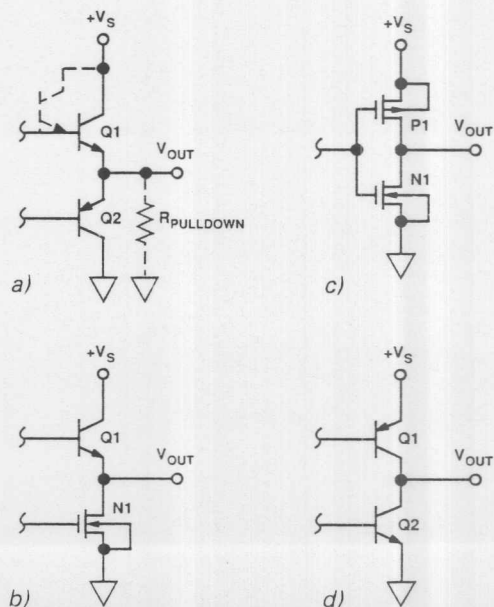 +VS
Q1
VOUT
Q2
RPULLDOWN
a)
+VS
P1
VOUT
N1
c)
+VS
Q1
VOUT
N1
b)
+VS
Q1
VOUT
Q2
d)